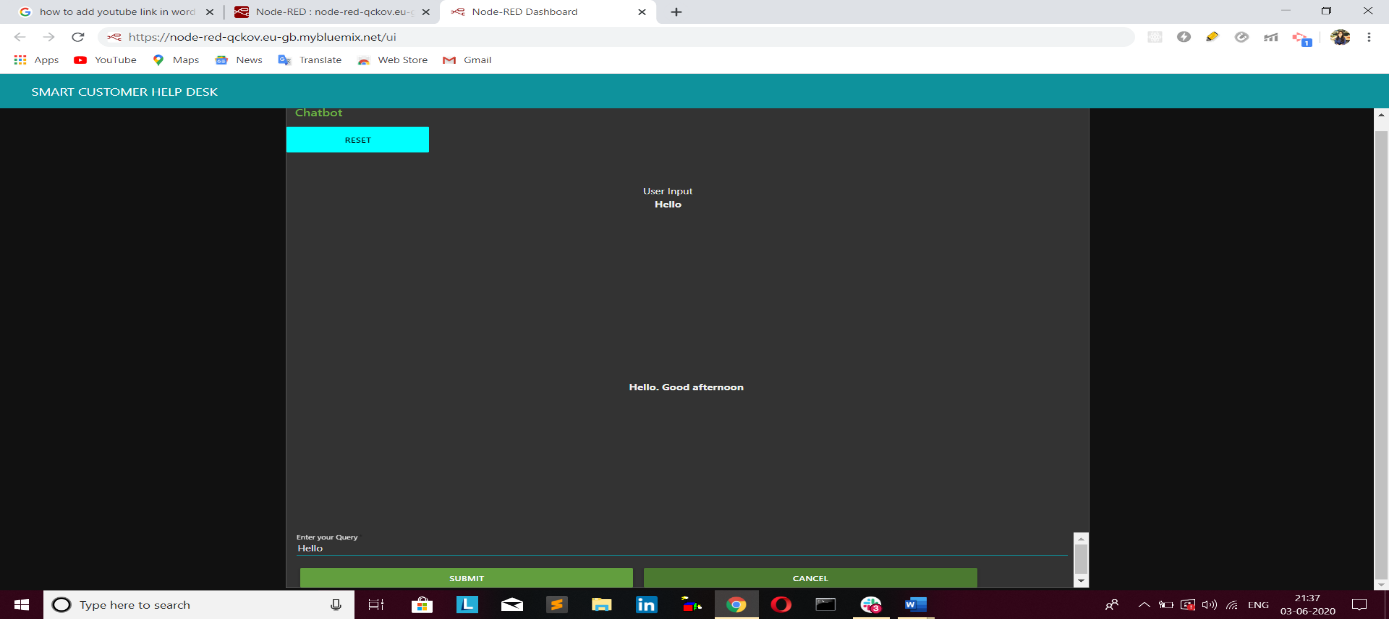 how to add youtube link in word
Node-RED : node-red-qckov.eu-g
Node-RED Dashboard
https://node-red-qckov.eu-gb.mybluemix.net/ui
1
Apps YouTube Maps News Translate Web Store Gmail
SMART CUSTOMER HELP DESK
Chatbot
RESET
User Input
Hello
Hello. Good afternoon
Enter your Query
Hello
SUBMIT CANCEL
Type here to search
L
in
3
W
ENG
21:37
03-06-2020